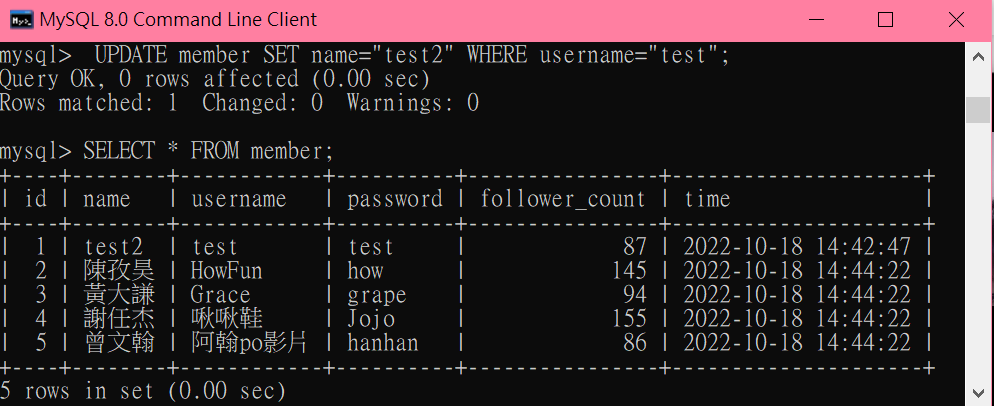 MySQL 8.0 Command Line Client
mysql>  UPDATE member SET name="test2" WHERE username="test";
Query OK, 0 rows affected (0.00 sec)
Rows matched: 1  Changed: 0  Warnings: 0
mysql> SELECT * FROM member;
+----+--------+------------+----------+----------------+---------------------+
| id | name   | username   | password | follower_count | time                |
+----+--------+------------+----------+----------------+---------------------+
|  1 | test2  | test       | test     |             87 | 2022-10-18 14:42:47 |
|  2 | 陳孜昊 | HowFun     | how      |            145 | 2022-10-18 14:44:22 |
|  3 | 黃大謙 | Grace      | grape    |             94 | 2022-10-18 14:44:22 |
|  4 | 謝任杰 | 啾啾鞋     | Jojo     |            155 | 2022-10-18 14:44:22 |
|  5 | 曾文翰 | 阿翰po影片 | hanhan   |             86 | 2022-10-18 14:44:22 |
+----+--------+------------+----------+----------------+---------------------+
5 rows in set (0.00 sec)